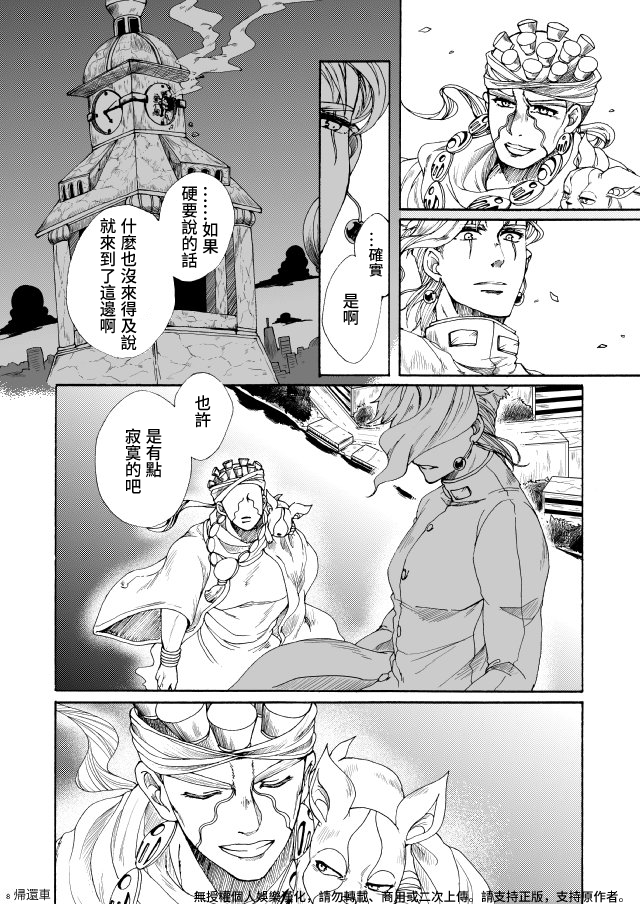 …確實
是啊
……如果
硬要說的話
什麼也沒來得及說
就來到了這邊啊
也許
是有點
寂寞的吧
8 帰還車
無授權個人娛樂漢化，請勿轉載、商用或二次上傳。請支持正版，支持原作者。